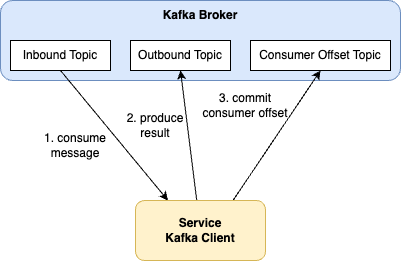 Kafka Broker
Inbound Topic
Outbound Topic
Consumer Offset Topic
1. consume
message
2. produce
result
3. commit
consumer offset
Service
Kafka Client